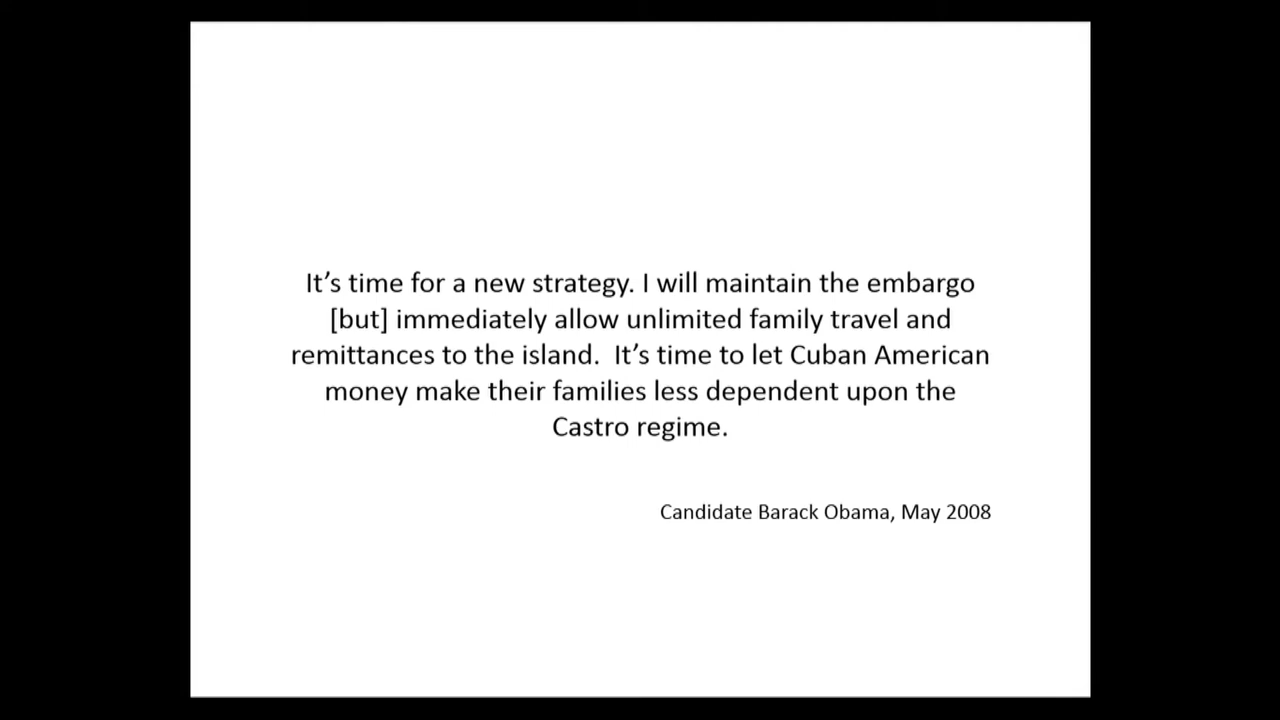 It’s time for a new strategy. I will maintain the embargo
[but] immediately allow unlimited family travel and
remittances to the island.  It’s time to let Cuban American
money make their families less dependent upon the
Castro regime.
Candidate Barack Obama, May 2008